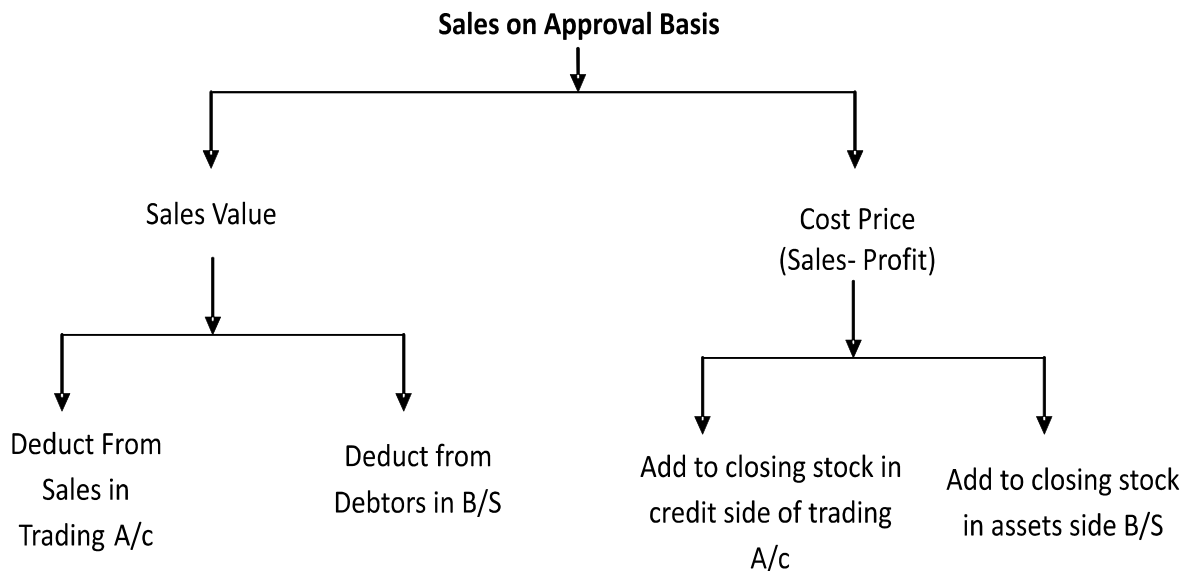 Sales on Approval Basis
Sales Value
Cost Price
(Sales- Profit)
Deduct From
Sales in
Trading A/c
Deduct from
Debtors in B/S
Add to closing stock in
credit side of trading
A/c
Add to closing stock
in assets side B/S